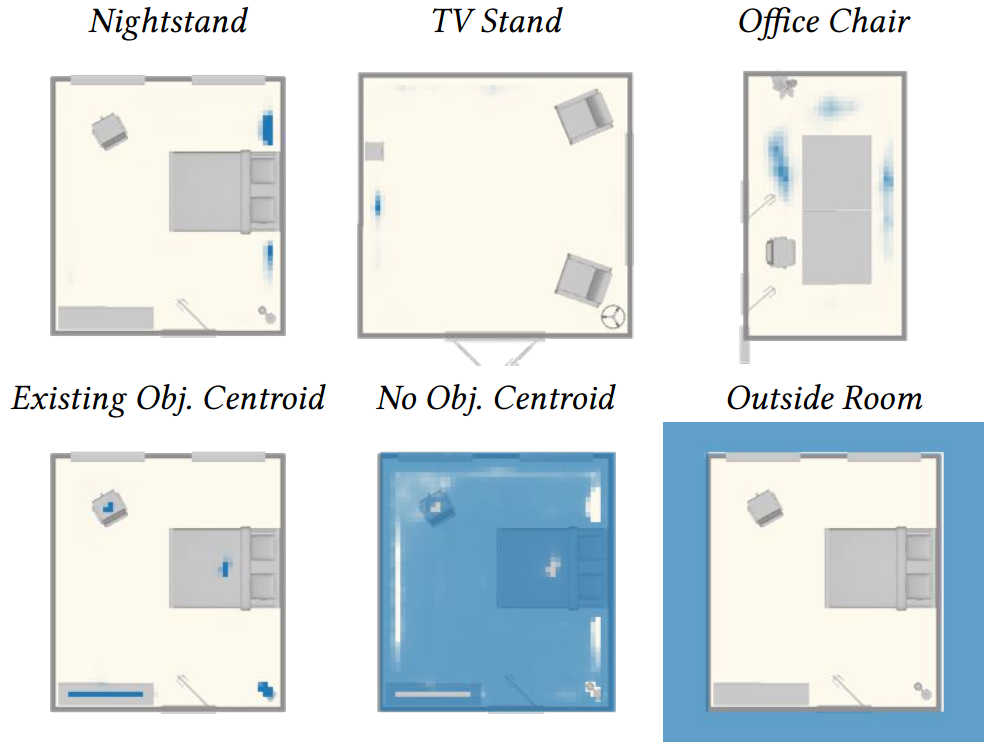 Nightstand
TV Stand
Office Chair
Existing Obj. Centroid
No Obj. Centroid
Outside Room